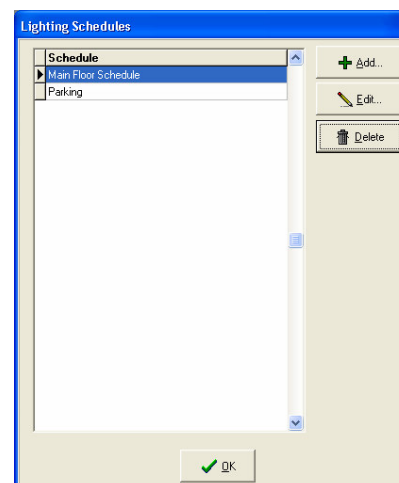 Lighting Schedules
Schedule
Main Floor Schedule
Parking
Add...
Edit...
Delete
OK